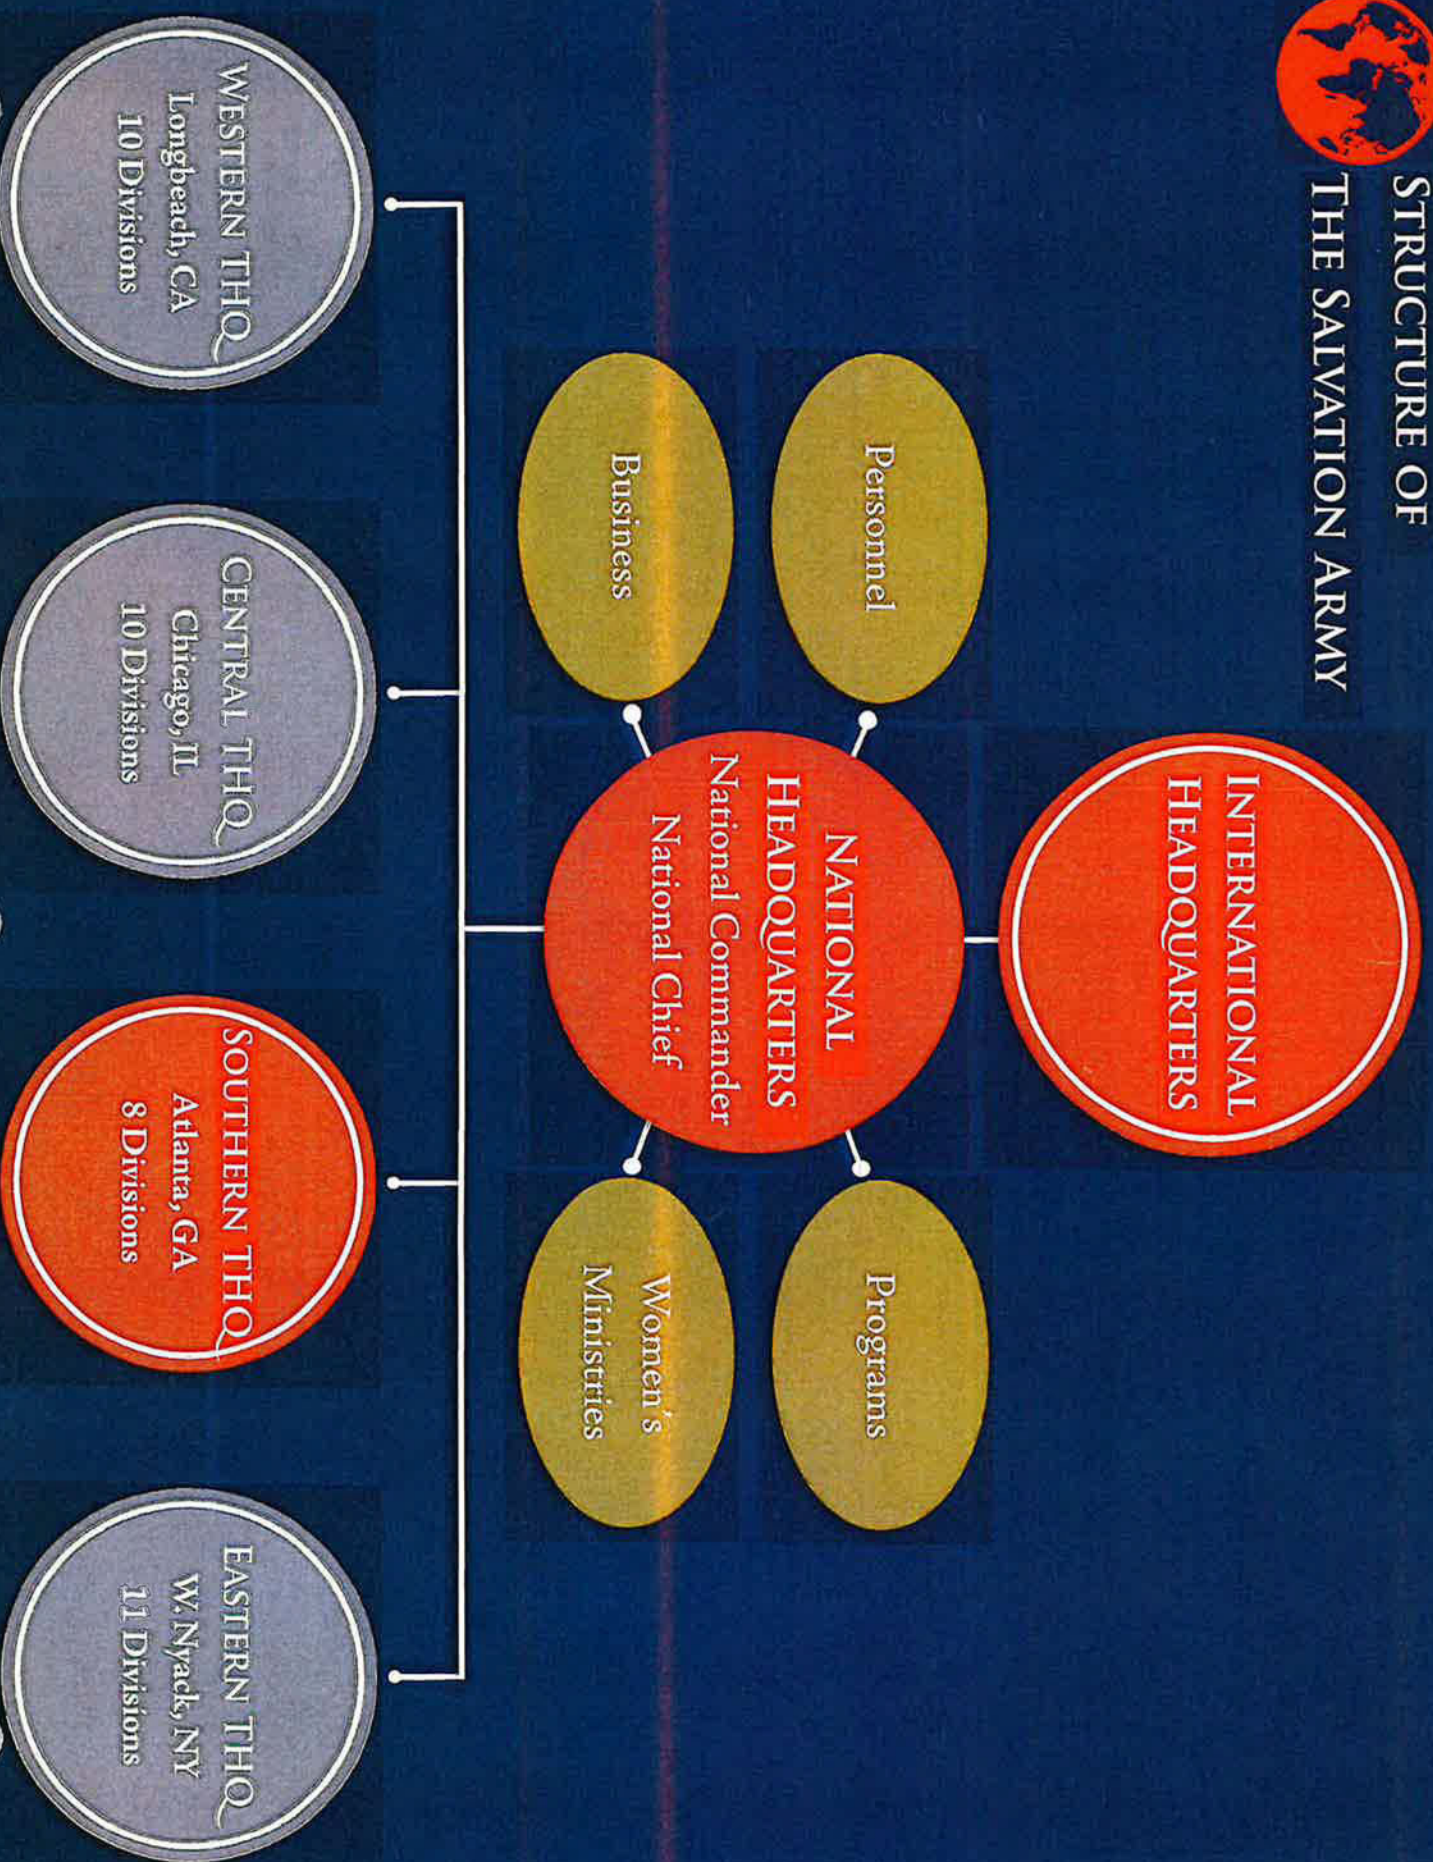 STRUCTURE OF
THE SALVATION ARMY
INTERNATIONAL
HEADQUARTERS
Personnel
Business
NATIONAL
HEADQUARTERS
National Commander
National Chief
Programs
Women's
Ministries
WESTERN THQ
Longbeach, CA
10 Divisions
CENTRAL THQ
Chicago, IL
10 Divisions
SOUTHERN THQ
Atlanta, GA
8 Divisions
EASTERN THQ
W. Nyack, NY
11 Divisions